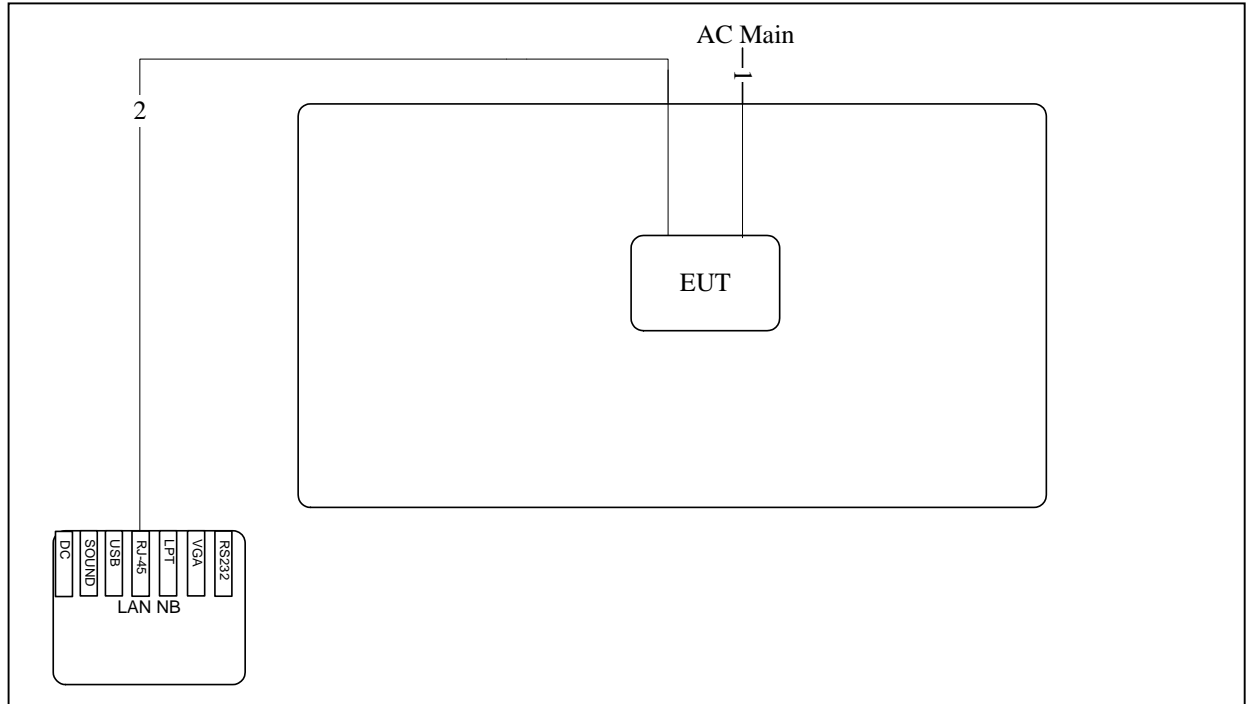 AC Main
1
2
EUT
DC
SOUND
USB
RJ-45
LPT
VGA
RS232
LAN NB